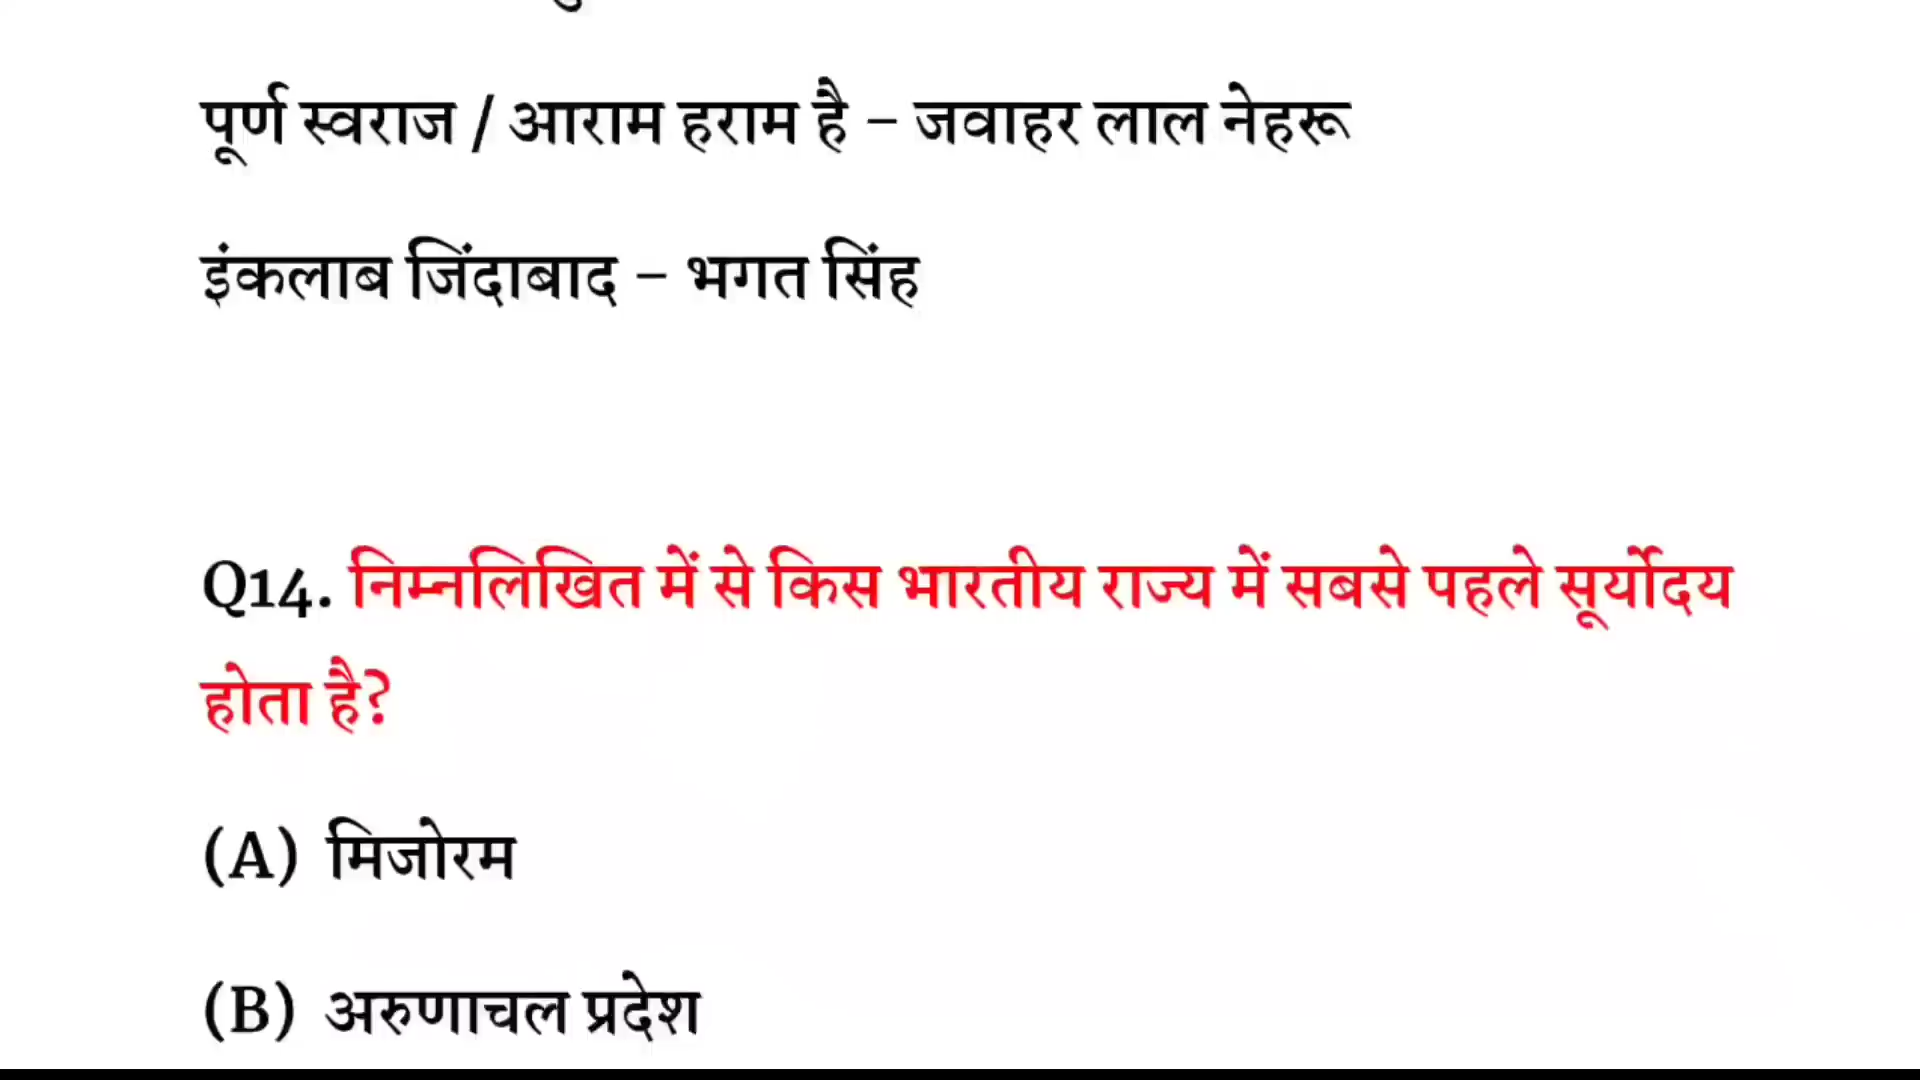 पूर्ण स्वराज / आराम हराम है – जवाहर लाल नेहरू
इंकलाब जिंदाबाद – भगत सिंह
Q14. निम्नलिखित में से किस भारतीय राज्य में सबसे पहले सूर्योदय
होता है?
(A) मिजोरम
(B) अरुणाचल प्रदेश